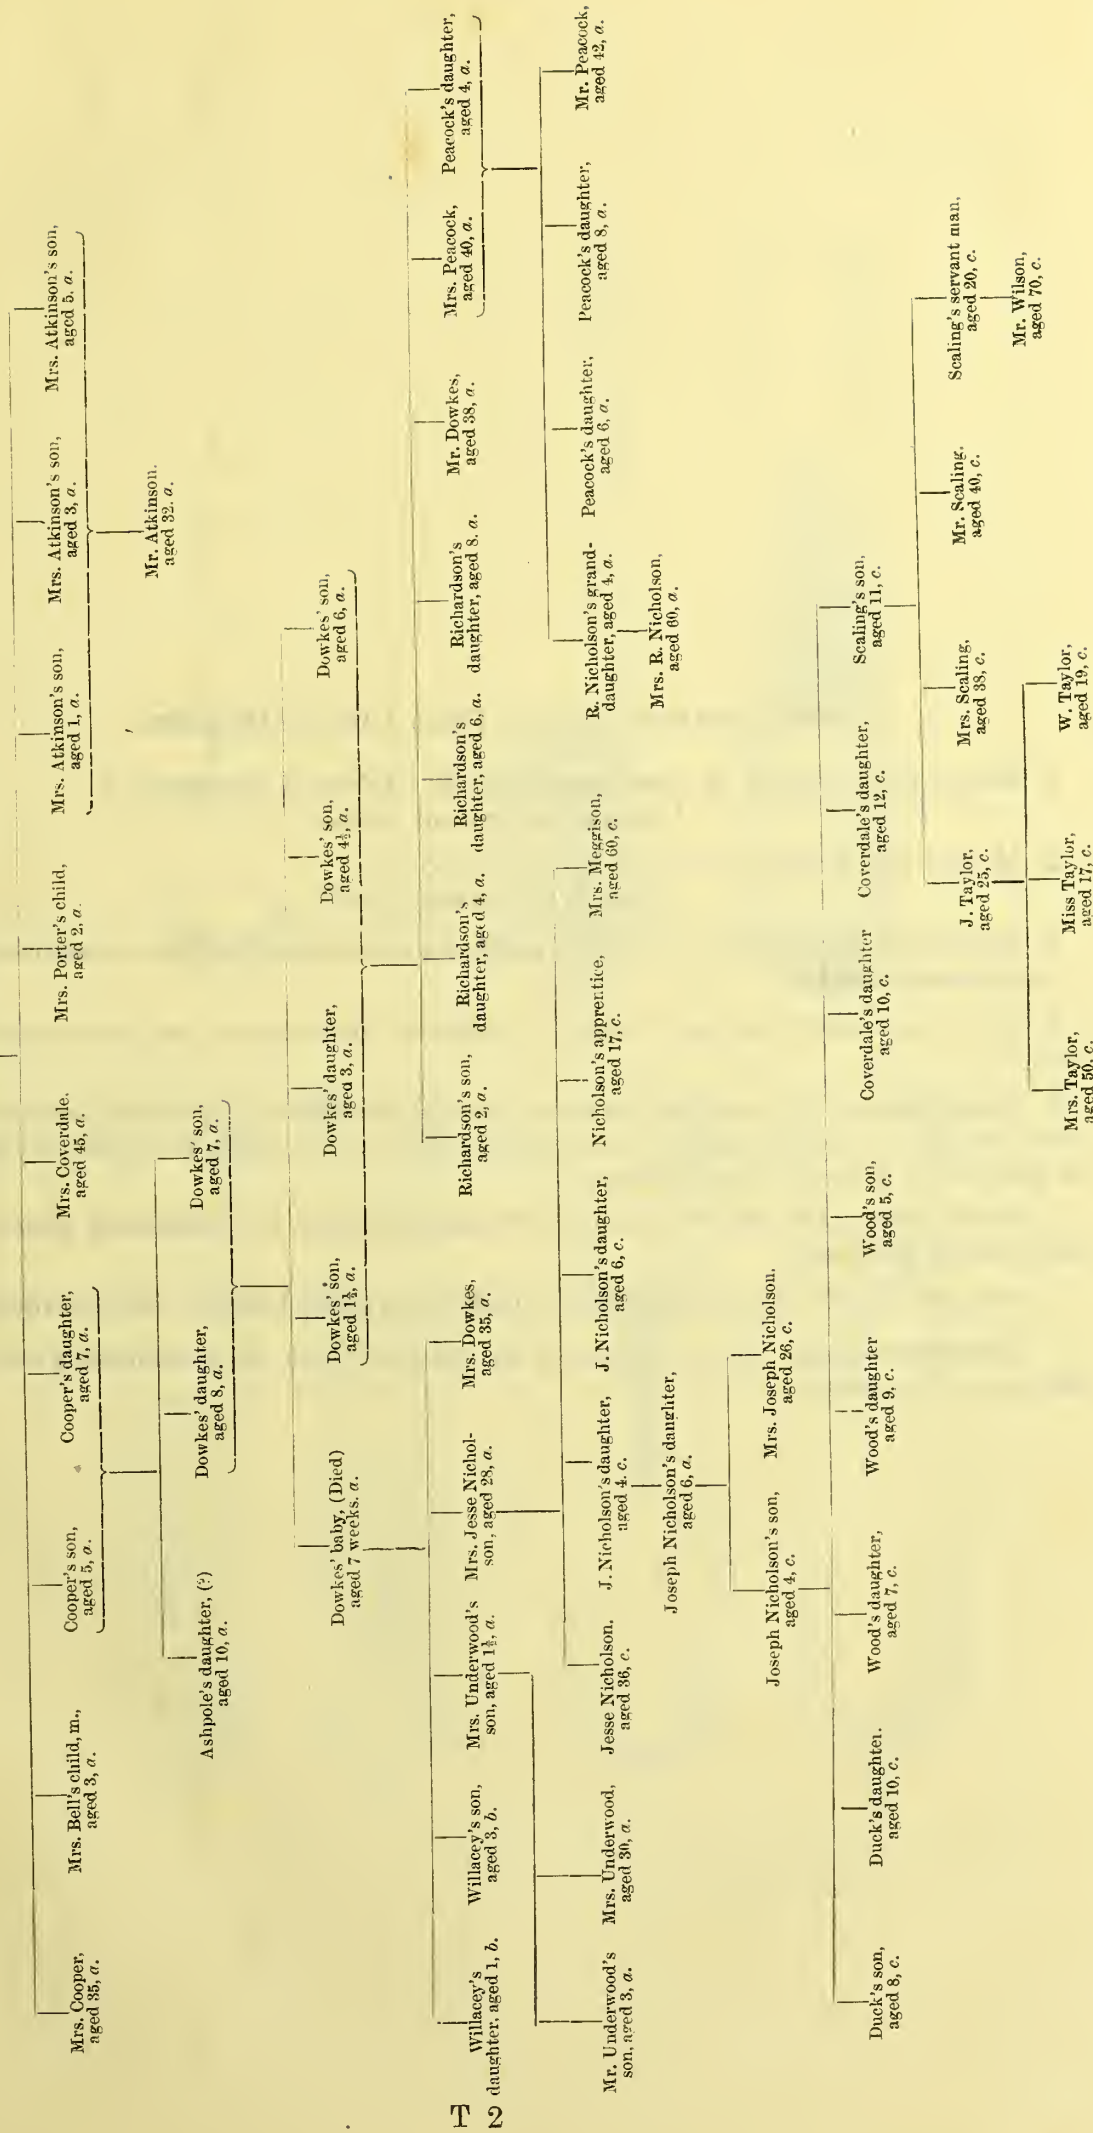 Mrs. Cooper,
aged 35, a.
Mrs. Bell's child, m.,
aged 3, a.
Cooper's son,
aged 5, a.
Cooper's daughter,
aged 7, a.
Mrs. Coverdale.
aged 45, a.
Mrs. Porter's child,
aged 2, a.
Mrs. Atkinson's son,
aged 1, a.
Mrs. Atkinson's son,
aged 3, a.
Mrs. Atkinson's son,
aged 5. a.
Ashpole's daughter, (?)
aged 10, a.
Dowkes' daughter,
aged 8, a.
Dowkes' son,
aged 7, a.
Mr. Atkinson.
aged 32. a.
Dowkes' baby, (Died)
aged 7 weeks. a.
Dowkes' son,
aged 1½, a.
Dowkes' daughter,
aged 3, a.
Dowkes' son,
aged 4½, a.
Dowkes' son,
aged 6, a.
Willacey's
daughter, aged 1, b.
Willacey's son,
aged 3, b.
Mrs. Underwood's
son, aged 1½, a.
Mrs. Jesse Nichol-
son, aged 28, a.
Mrs. Dowkes,
aged 35, a.
Richardson's son,
aged 2, a.
Richardson's
daughter, aged 4, a.
Richardson's
daughter, aged 6, a.
Richardson's
daughter, aged 8. a.
Mr. Dowkes,
aged 38, a.
Mrs. Peacock,
aged 40, a.
Peacock's daughter,
aged 4, a.
Mr. Underwood's
son, aged 3, a.
Mrs. Underwood,
aged 30, a.
Jesse Nicholson.
aged 36, c.
J. Nicholson's daughter,
aged 4. c.
J. Nicholson's daughter,
aged 6, c.
Nicholson's apprentice,
aged 17, c.
Mrs. Meggison,
aged 60, c.
R. Nicholson's grand-
daughter, aged 4, a.
Peacock's daughter,
aged 6, a.
Peacock's daughter,
aged 8, a.
Mr. Peacock,
aged 42, a.
Joseph Nicholson's daughter,
aged 6, a.
Mrs. R. Nicholson,
aged 60, a.
Joseph Nicholson's son,
aged 4, c.
Mrs. Joseph Nicholson.
aged 26, c.
Duck's son,
aged 8, c.
Duck's daughter.
aged 10, c.
Wood's daughter,
aged 7, c.
Wood's daughter
aged 9, c.
Wood's son,
aged 5, c.
Coverdale's daughter
aged 10, c.
Coverdale's daughter,
aged 12, c.
Scaling's son,
aged 11, c.
J. Taylor,
aged 25, c.
Mrs. Scaling,
aged 38, c.
Mr. Scaling.
aged 40, c.
Scaling's servant man,
aged 20, c.
Mr. Wilson,
aged 70, c.
Mrs. Taylor,
aged 50, c.
Miss Taylor,
aged 17, c.
W. Taylor,
aged 19, c.
T 2